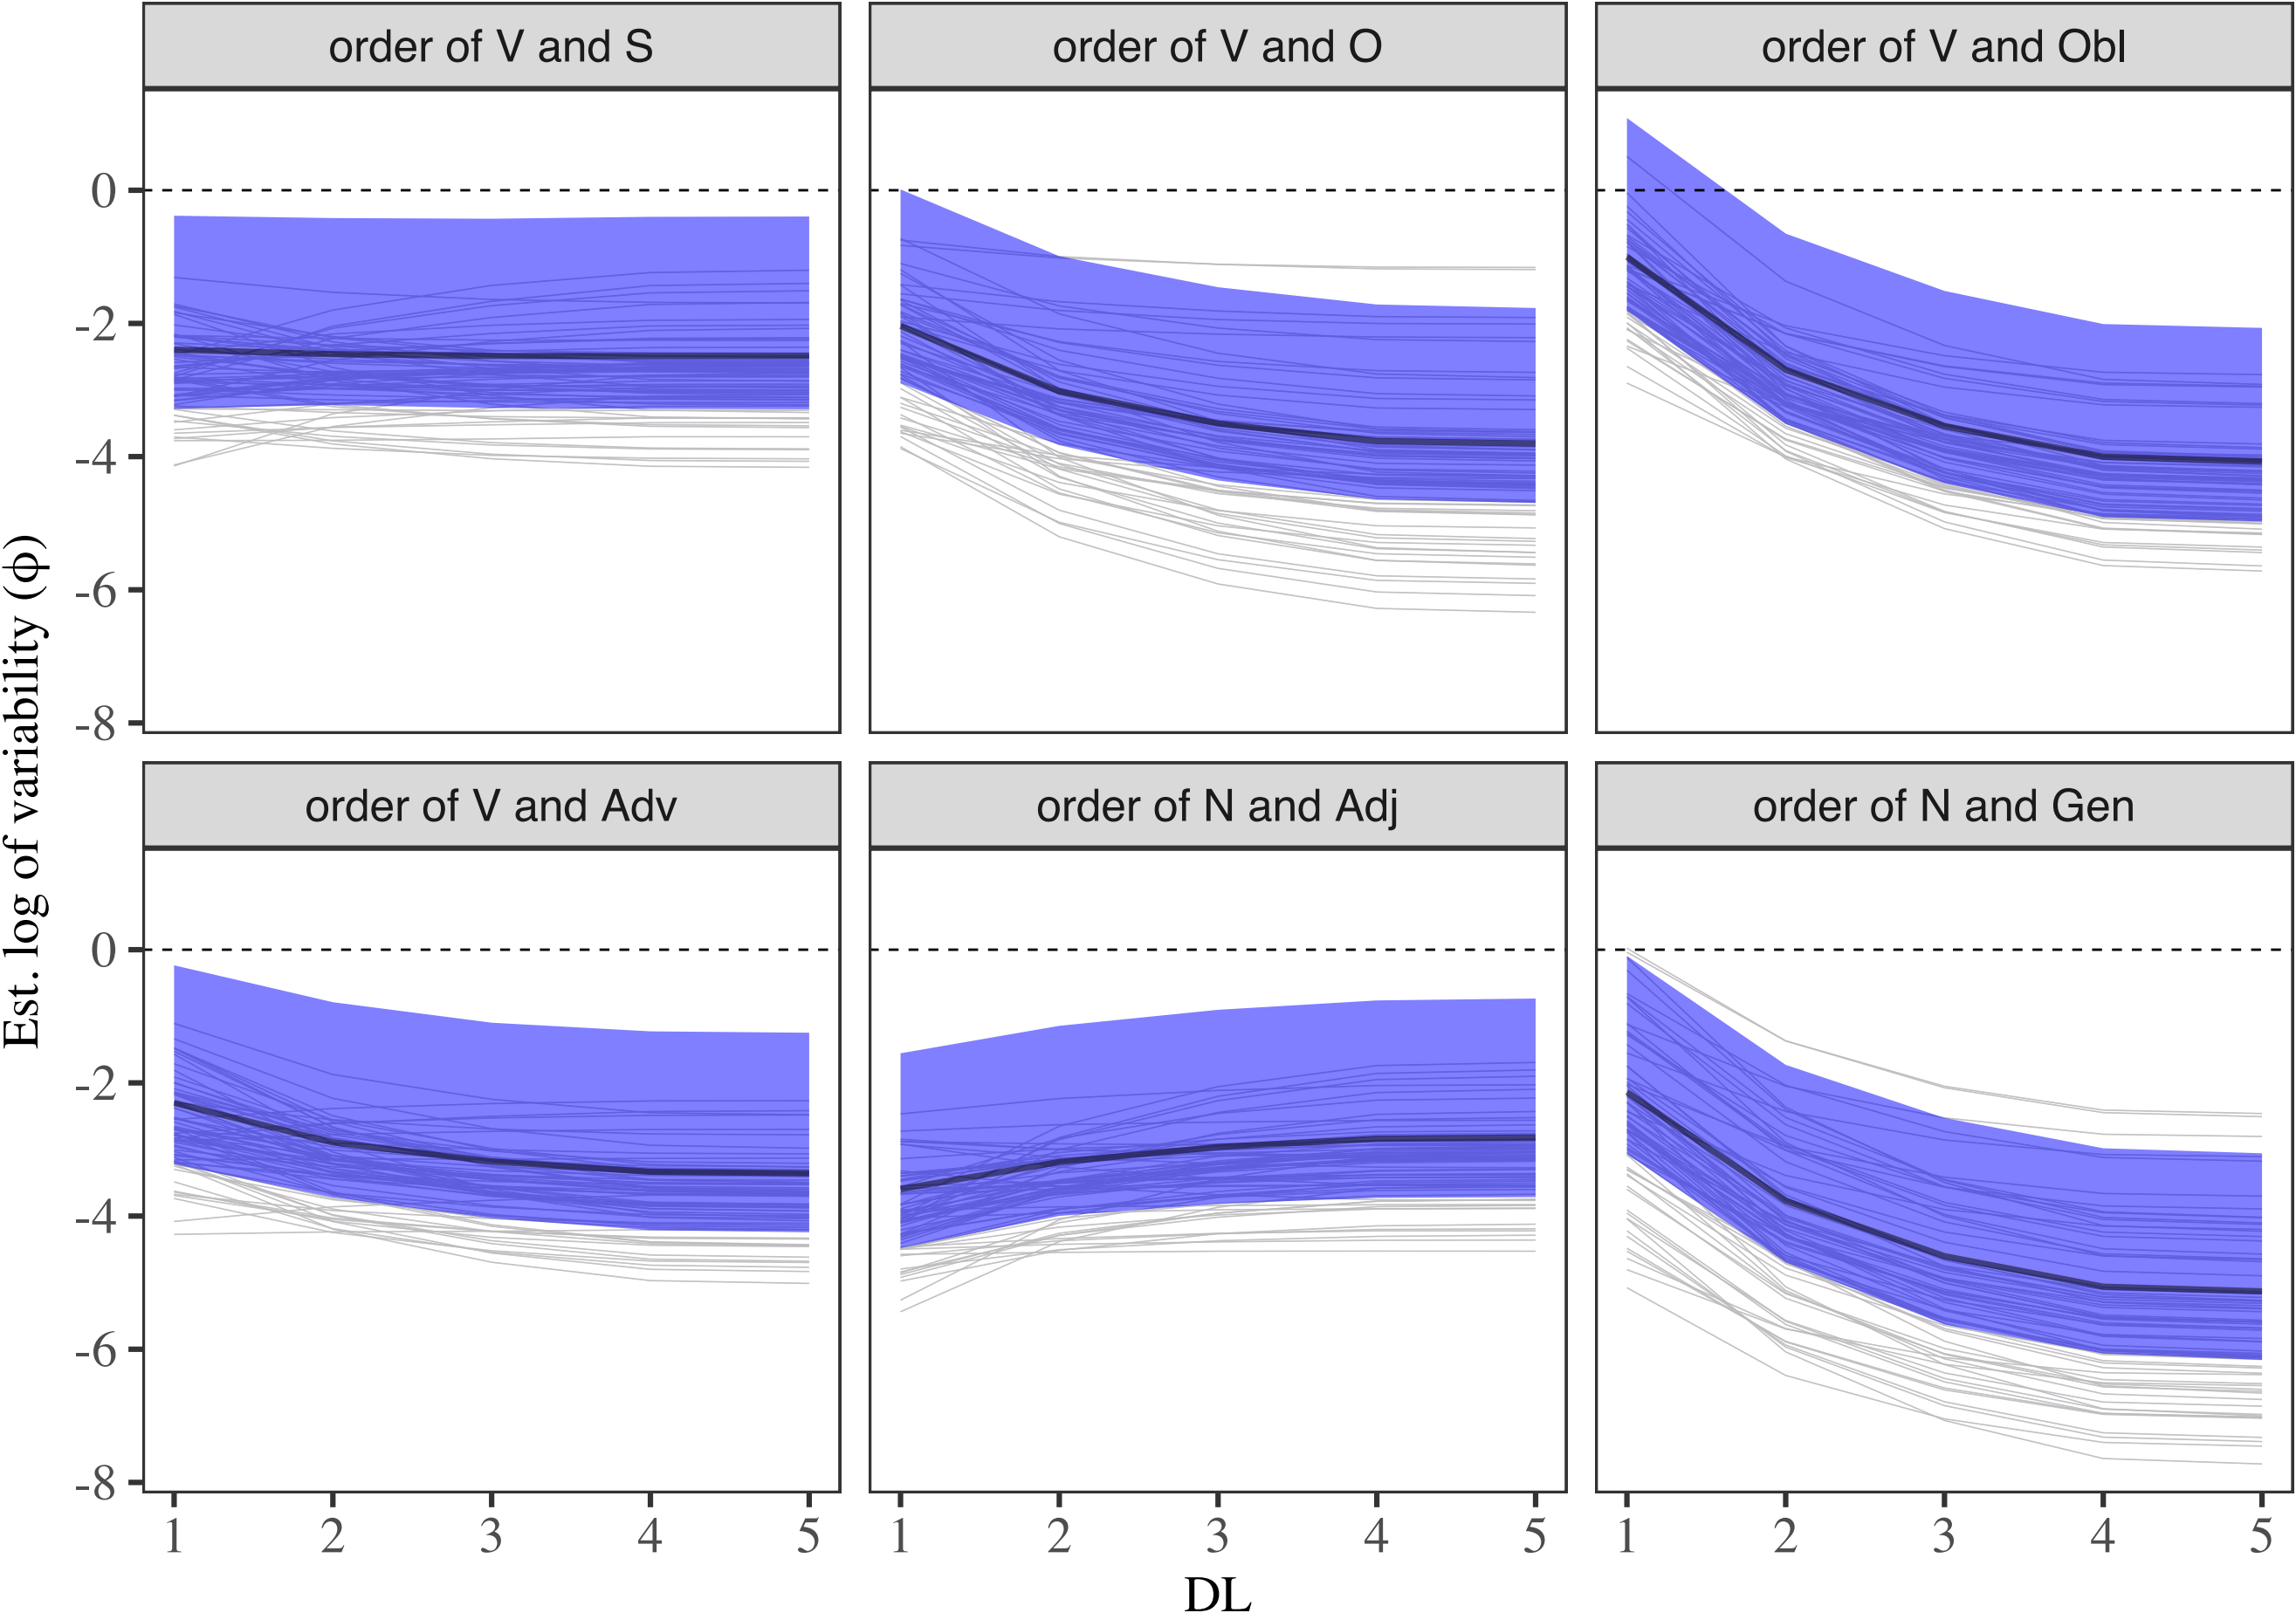 order of V and S
order of V and O
order of V and Obl
0
-2
-4
-6
-8
Est. log of variability (ϕ)
order of V and Adv
order of N and Adj
order of N and Gen
0
-2
-4
-6
-8
1 2 3 4 5
1 2 3 4 5
1 2 3 4 5
DL